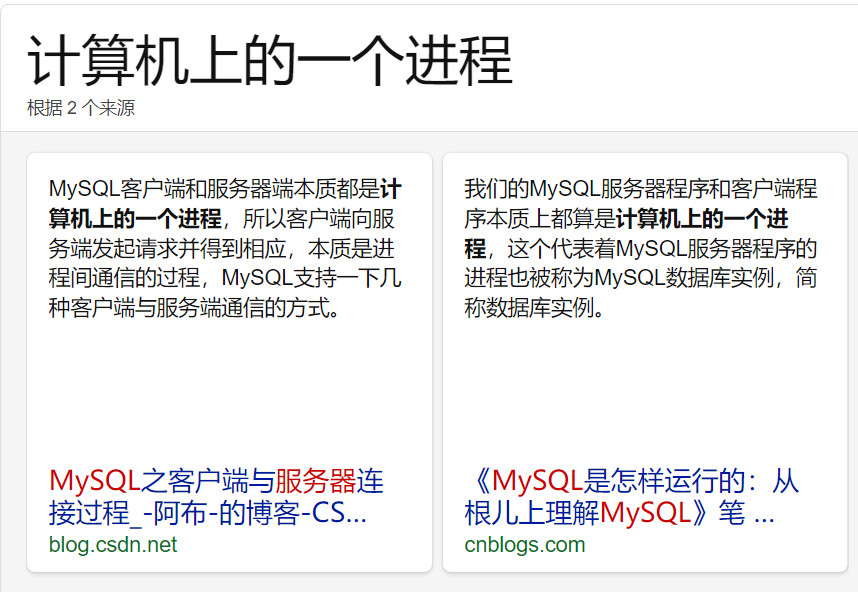 计算机上的一个进程
根据 2 个来源
MySQL客户端和服务器端本质都是计
算机上的一个进程，所以客户端向服
务端发起请求并得到相应，本质是进
程间通信的过程，MySQL支持一下几
种客户端与服务端通信的方式。
MySQL之客户端与服务器连
接过程_-阿布-的博客-CS...
blog.csdn.net
我们的MySQL服务器程序和客户端程
序本质上都算是计算机上的一个进
程，这个代表着MySQL服务器程序的
进程也被称为MySQL数据库实例，简
称数据库实例。
《MySQL是怎样运行的：从
根儿上理解MySQL》笔 ...
cnblogs.com